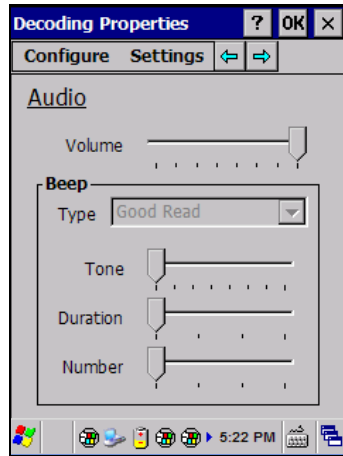 Decoding Properties ? OK ×
Configure Settings
Audio
Volume
Beep
Type Good Read
Tone
Duration
Number
5:22 PM